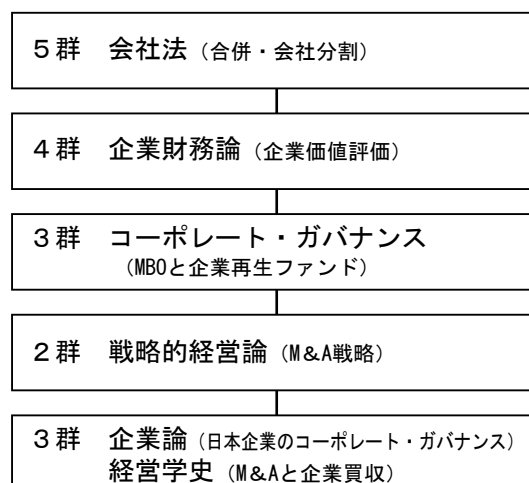 5群 会社法(合併・会社分割)
4群 企業財務論(企業価値評価)
3群 コーポレート・ガバナンス
(MBOと企業再生ファンド)
2群 戦略的経営論(M&A戦略)
3群 企業論(日本企業のコーポレート・ガバナンス)
経営学史(M&Aと企業買収)